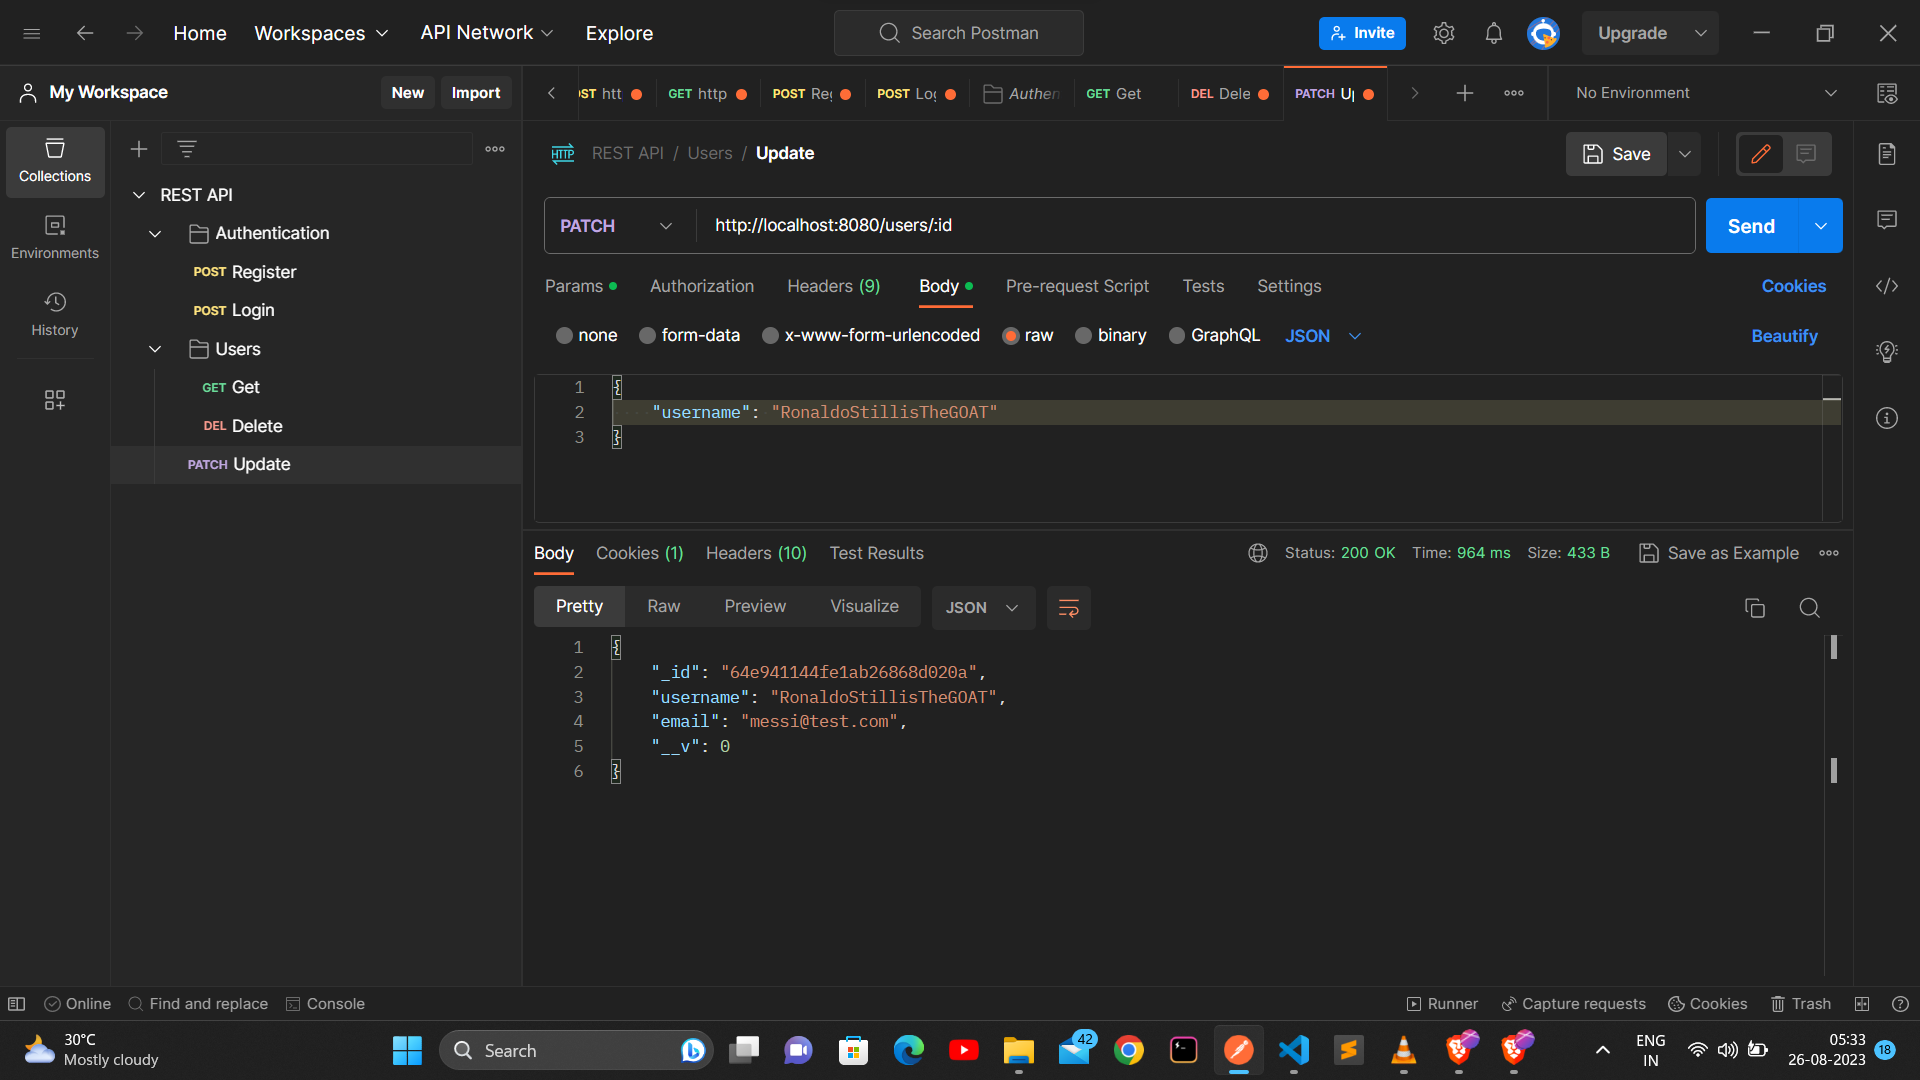 Home Workspaces API Network Explore Search Postman Invite Upgrade
My Workspace New Import
OST htt GET http POST Reg POST Log Authen GET Get DEL Dele PATCH Up No Environment
Collections
Environments
History
REST API
Authentication
POST Register
POST Login
Users
GET Get
DEL Delete
PATCH Update
HTTP REST API / Users / Update Save
PATCH http://localhost:8080/users/:id Send
Params Authorization Headers (9) Body Pre-request Script Tests Settings Cookies
none form-data x-www-form-urlencoded raw binary GraphQL JSON Beautify
1 {
2 "username": "RonaldoStillisTheGOAT"
3 }
Body Cookies (1) Headers (10) Test Results Status: 200 OK Time: 964 ms Size: 433 B Save as Example
Pretty Raw Preview Visualize JSON
1 {
2 "_id": "64e941144fe1ab26868d020a",
3 "username": "RonaldoStillisTheGOAT",
4 "email": "messi@test.com",
5 "__v": 0
6 }
Online Find and replace Console Runner Capture requests Cookies Trash
30°C
Mostly cloudy
Search
42
ENG
IN
05:33
26-08-2023
18